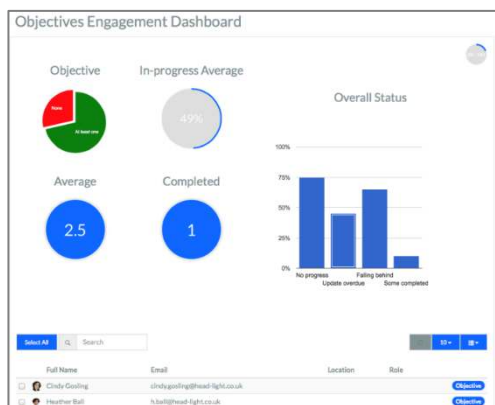 Objectives Engagement Dashboard
Objective
In-progress Average
None
At least one
49%
Overall Status
100%
75%
50%
25%
0%
No progress
Update overdue
Falling behind
Some completed
Average
Completed
2.5
1
Select All
Search
10
Full Name Email Location Role
Cindy Gosling cindy.gosling@head-light.co.uk Objective
Heather Ball h.ball@head-light.co.uk Objective